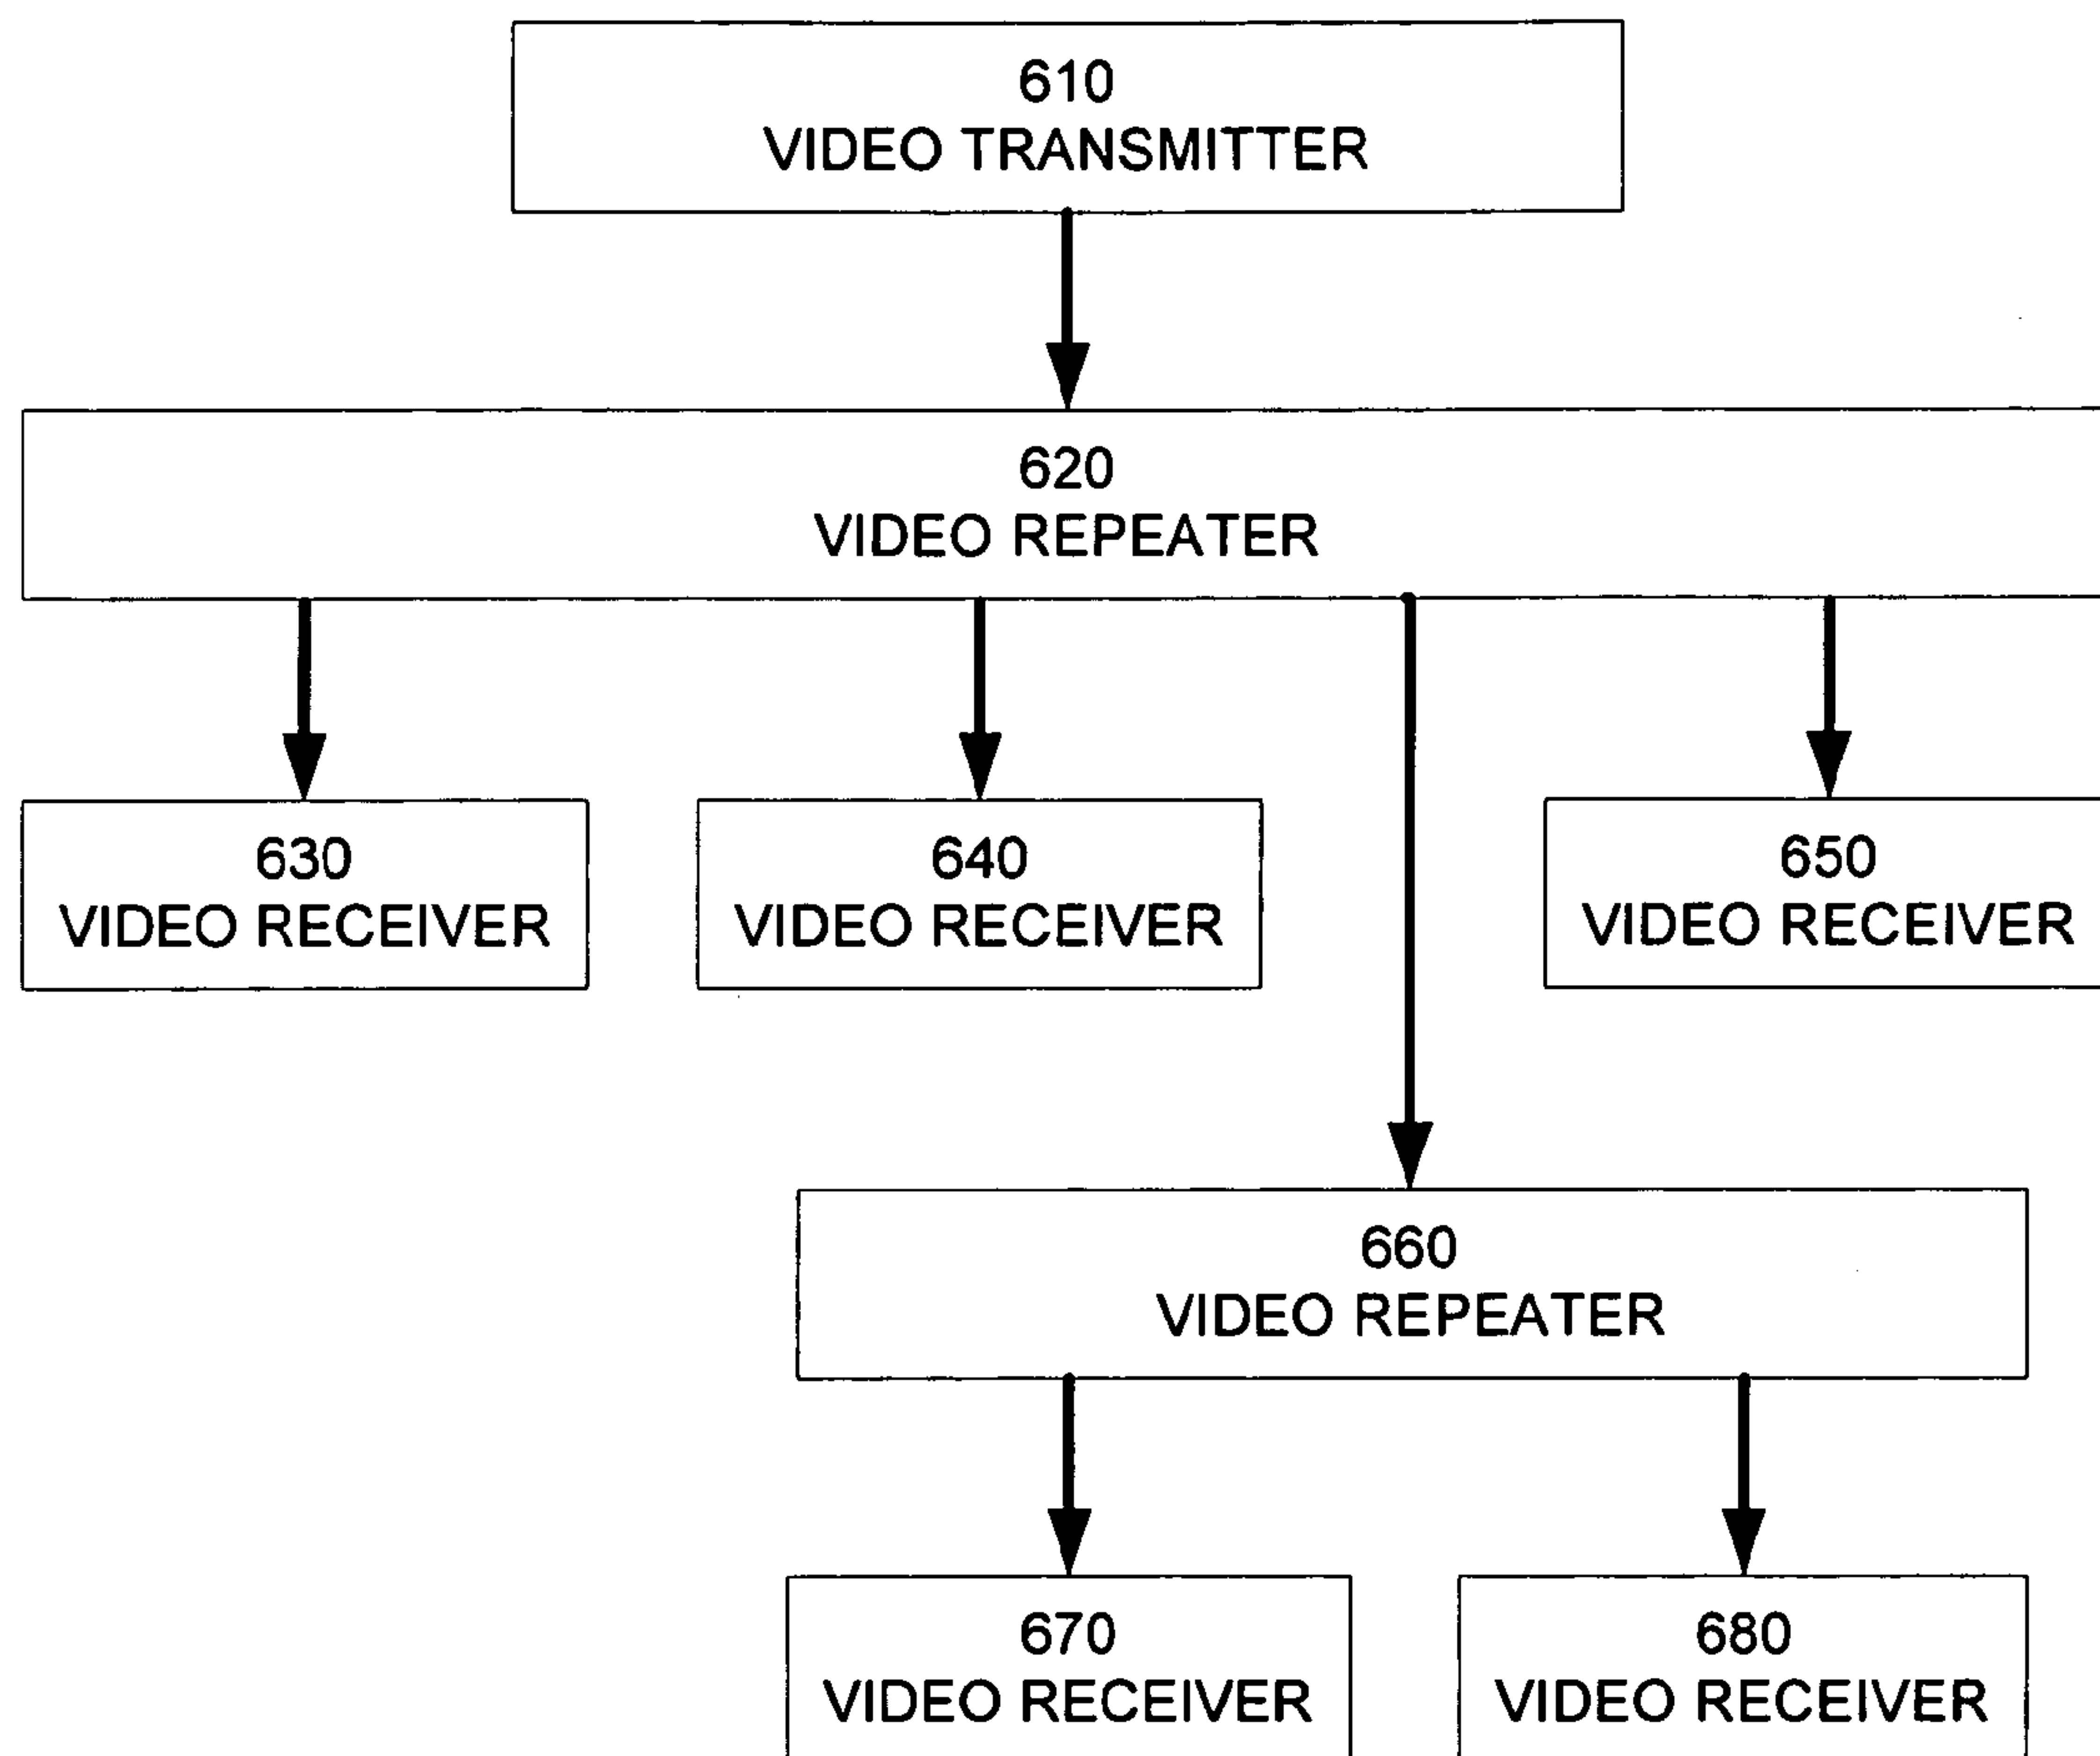 610
VIDEO TRANSMITTER
620
VIDEO REPEATER
630
VIDEO RECEIVER
640
VIDEO RECEIVER
650
VIDEO RECEIVER
660
VIDEO REPEATER
670
VIDEO RECEIVER
680
VIDEO RECEIVER